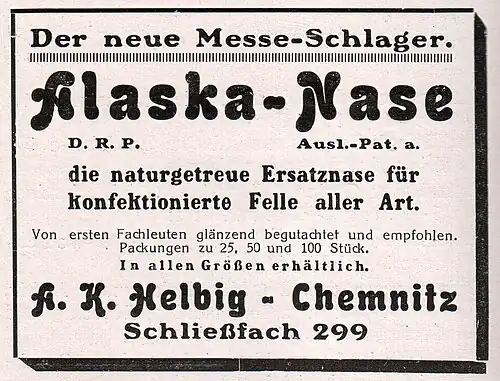 Der neue Messe-Schlager.
Alaska-Nase
D. R. P. Ausl.-Pat. a.
die naturgetreue Ersatznase für
konfektionierte Felle aller Art.
Von ersten Fachleuten glänzend begutachtet und empfohlen.
Packungen zu 25, 50 und 100 Stück.
In allen Größen erhältlich.
A. K. Helbig - Chemnitz
Schließfach 299